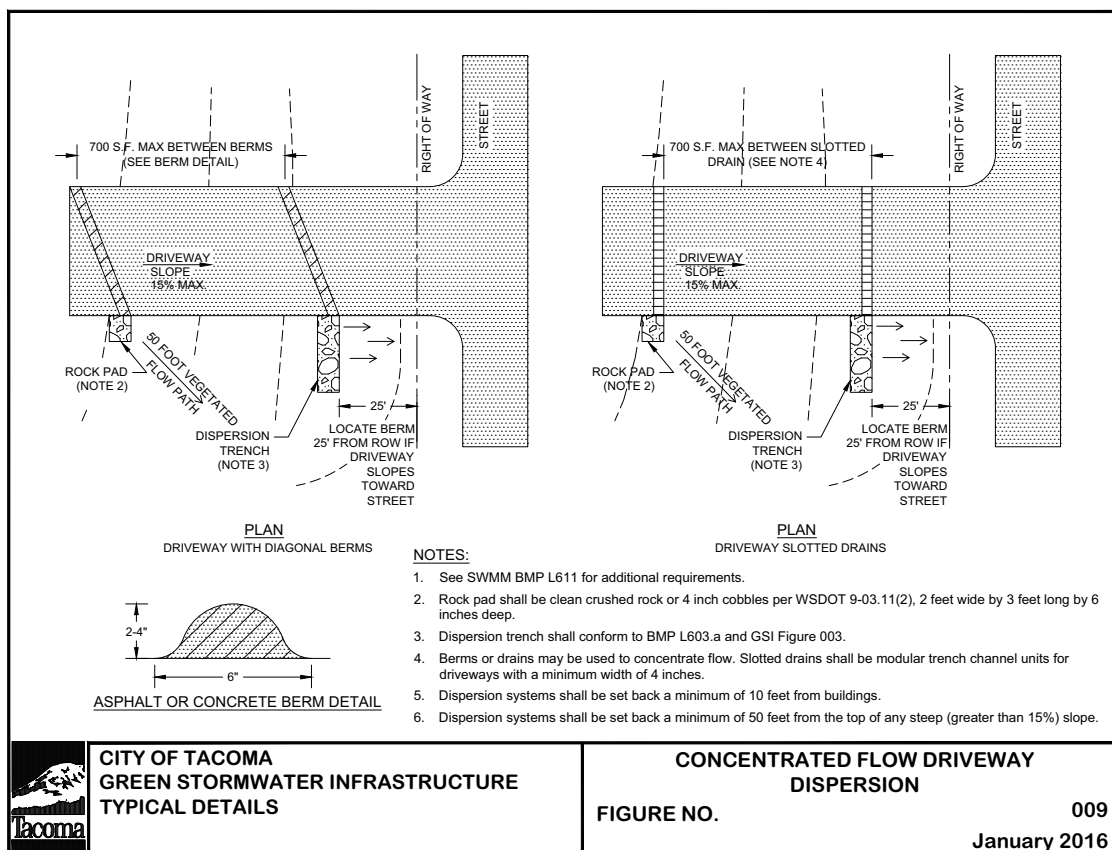 700 S.F. MAX BETWEEN BERMS
(SEE BERM DETAIL)
RIGHT OF WAY
STREET
DRIVEWAY
SLOPE
15% MAX.
ROCK PAD
(NOTE 2)
50 FOOT VEGETATED
FLOW PATH
DISPERSION
TRENCH
(NOTE 3)
25'
LOCATE BERM
25' FROM ROW IF
DRIVEWAY
SLOPES
TOWARD
STREET
PLAN
DRIVEWAY WITH DIAGONAL BERMS
700 S.F. MAX BETWEEN SLOTTED
DRAIN (SEE NOTE 4)
RIGHT OF WAY
STREET
DRIVEWAY
SLOPE
15% MAX.
ROCK PAD
(NOTE 2)
50 FOOT VEGETATED
FLOW PATH
DISPERSION
TRENCH
(NOTE 3)
25'
LOCATE BERM
25' FROM ROW IF
DRIVEWAY
SLOPES
TOWARD
STREET
PLAN
DRIVEWAY SLOTTED DRAINS
2-4"
6"
ASPHALT OR CONCRETE BERM DETAIL
NOTES:
1. See SWMM BMP L611 for additional requirements.
2. Rock pad shall be clean crushed rock or 4 inch cobbles per WSDOT 9-03.11(2), 2 feet wide by 3 feet long by 6
inches deep.
3. Dispersion trench shall conform to BMP L603.a and GSI Figure 003.
4. Berms or drains may be used to concentrate flow. Slotted drains shall be modular trench channel units for
driveways with a minimum width of 4 inches.
5. Dispersion systems shall be set back a minimum of 10 feet from buildings.
6. Dispersion systems shall be set back a minimum of 50 feet from the top of any steep (greater than 15%) slope.
Tacoma
CITY OF TACOMA
GREEN STORMWATER INFRASTRUCTURE
TYPICAL DETAILS
CONCENTRATED FLOW DRIVEWAY
DISPERSION
FIGURE NO. 009
January 2016